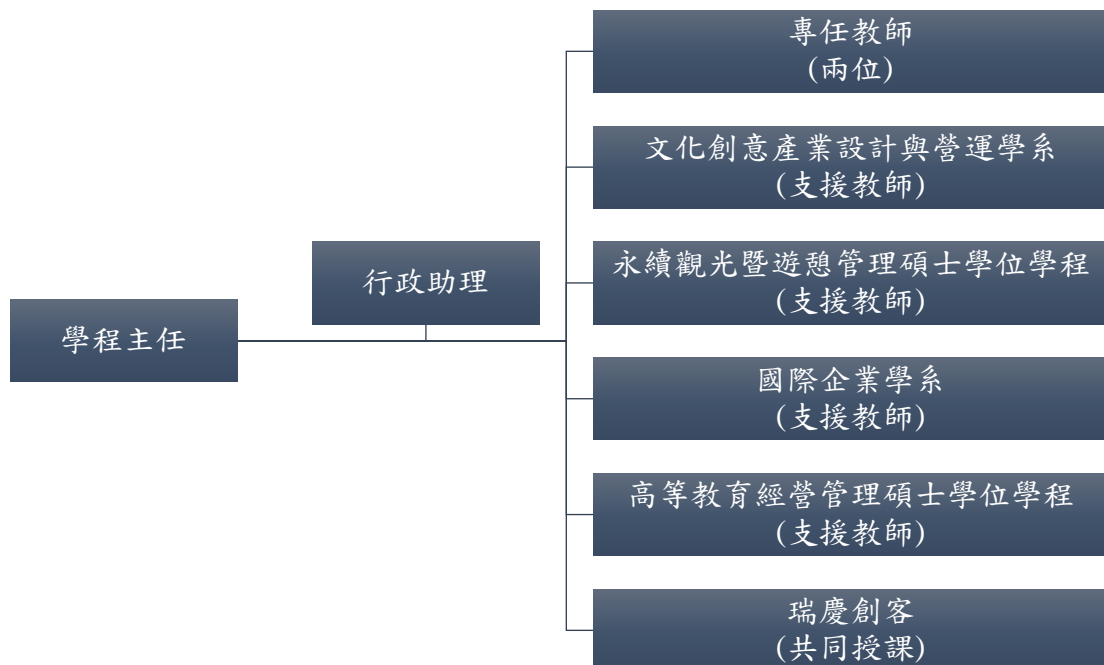 學程主任
行政助理
專任教師
(兩位)
文化創意產業設計與營運學系
(支援教師)
永續觀光暨遊憩管理碩士學位學程
(支援教師)
國際企業學系
(支援教師)
高等教育經營管理碩士學位學程
(支援教師)
瑞慶創客
(共同授課)